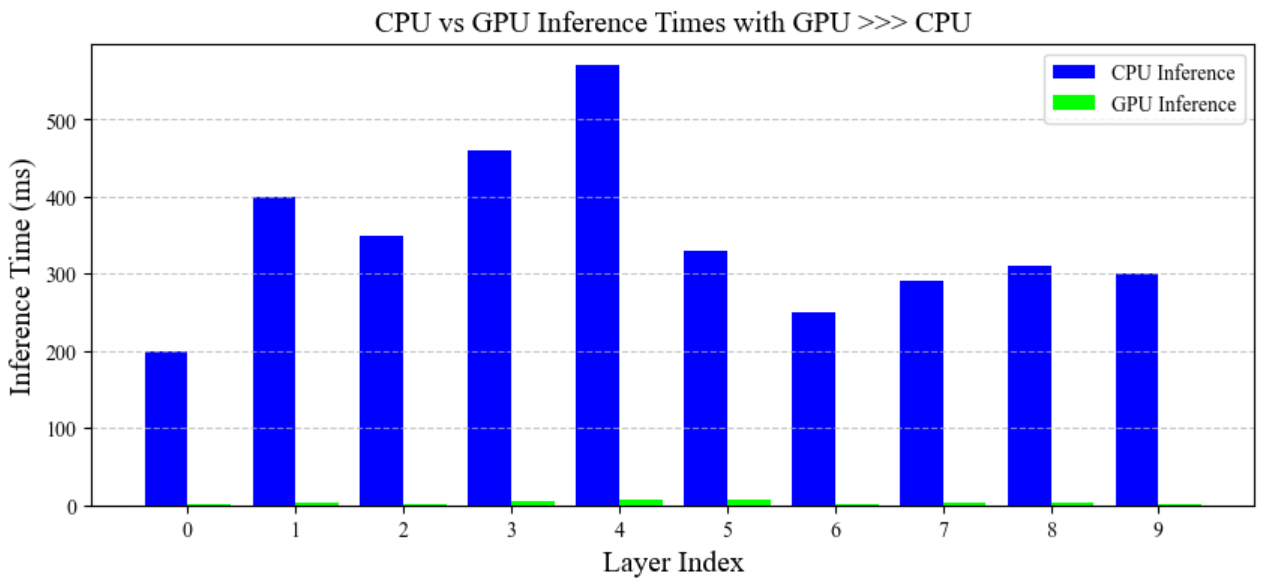 CPU vs GPU Inference Times with GPU >>> CPU
CPU Inference
GPU Inference
Inference Time (ms)
500
400
300
200
100
0
0 1 2 3 4 5 6 7 8 9
Layer Index